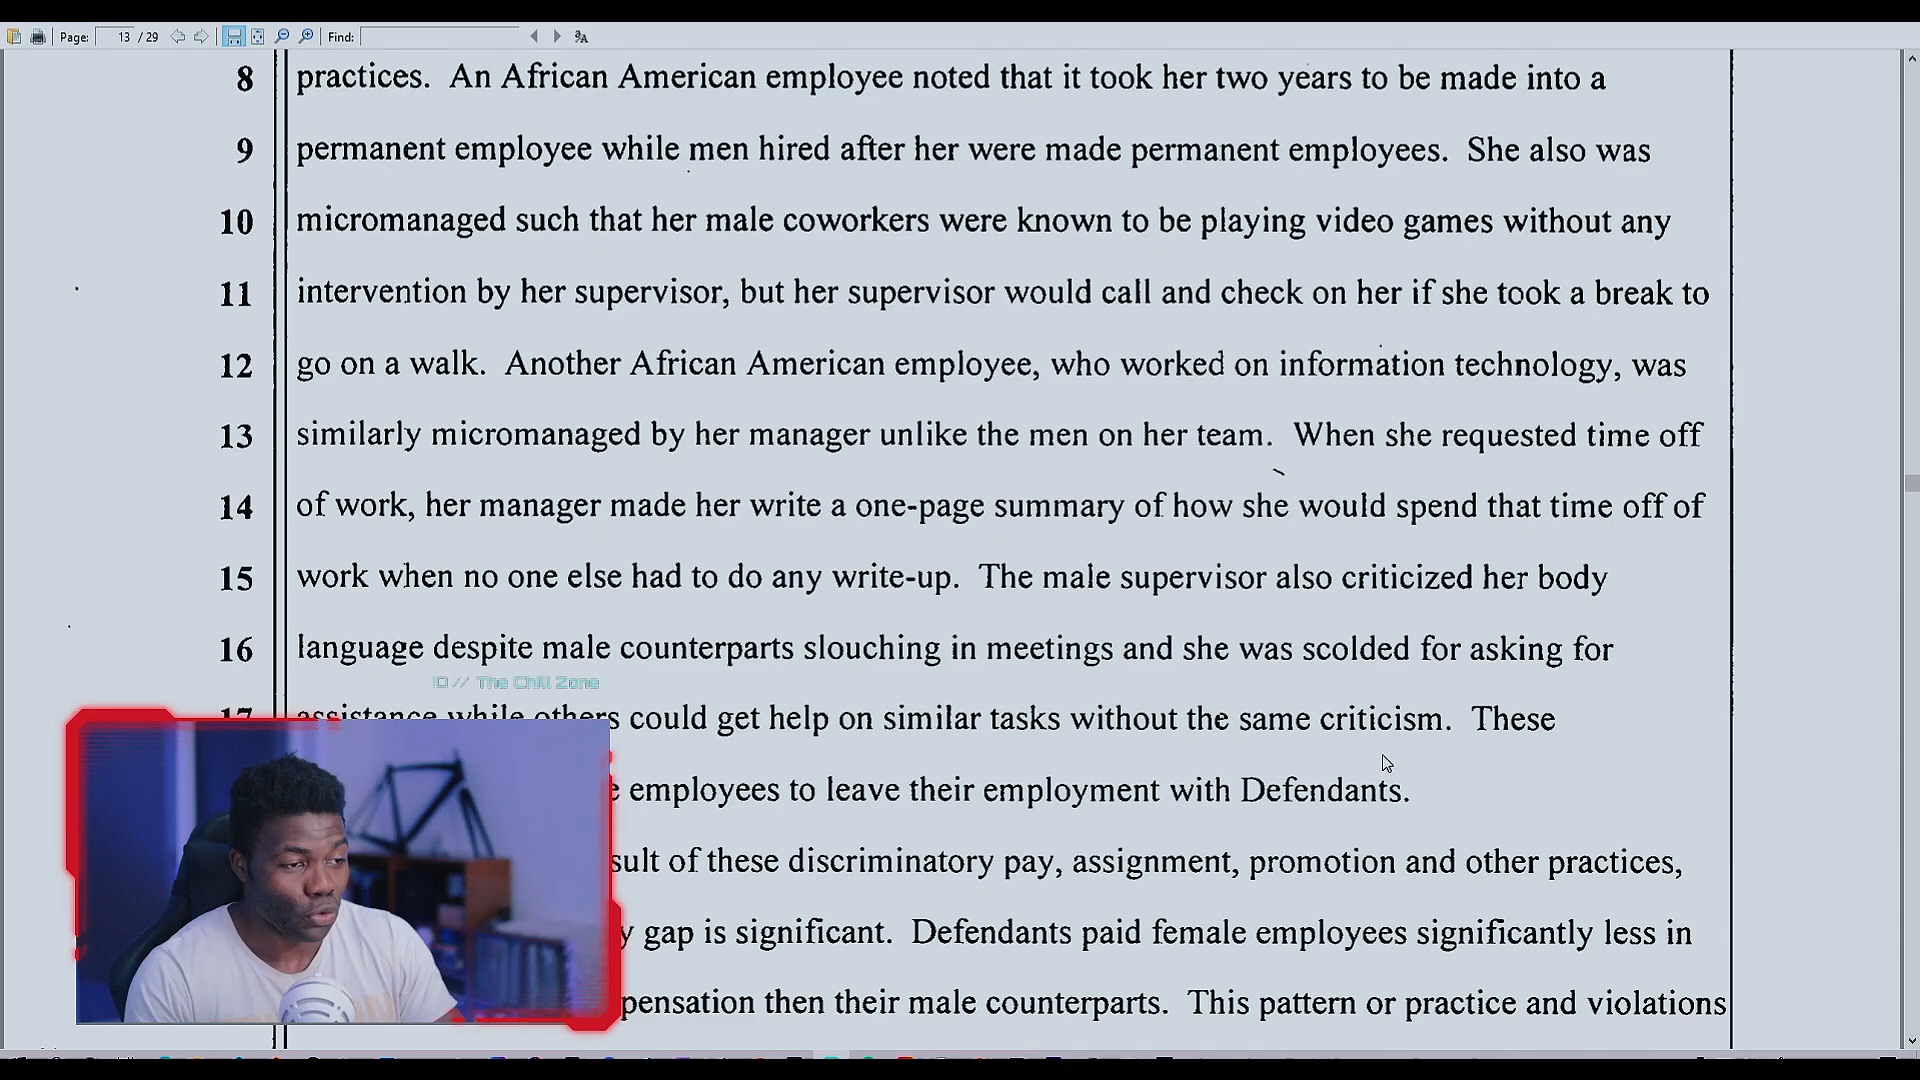 Page: 13 / 29 Find:
8 practices. An African American employee noted that it took her two years to be made into a
9 permanent employee while men hired after her were made permanent employees. She also was
10 micromanaged such that her male coworkers were known to be playing video games without any
11 intervention by her supervisor, but her supervisor would call and check on her if she took a break to
12 go on a walk. Another African American employee, who worked on information technology, was
13 similarly micromanaged by her manager unlike the men on her team. When she requested time off
14 of work, her manager made her write a one-page summary of how she would spend that time off of
15 work when no one else had to do any write-up. The male supervisor also criticized her body
16 language despite male counterparts slouching in meetings and she was scolded for asking for
ID // The Chill Zone
17 assistance while others could get help on similar tasks without the same criticism. These
employees to leave their employment with Defendants.
sult of these discriminatory pay, assignment, promotion and other practices,
y gap is significant. Defendants paid female employees significantly less in
pensation then their male counterparts. This pattern or practice and violations